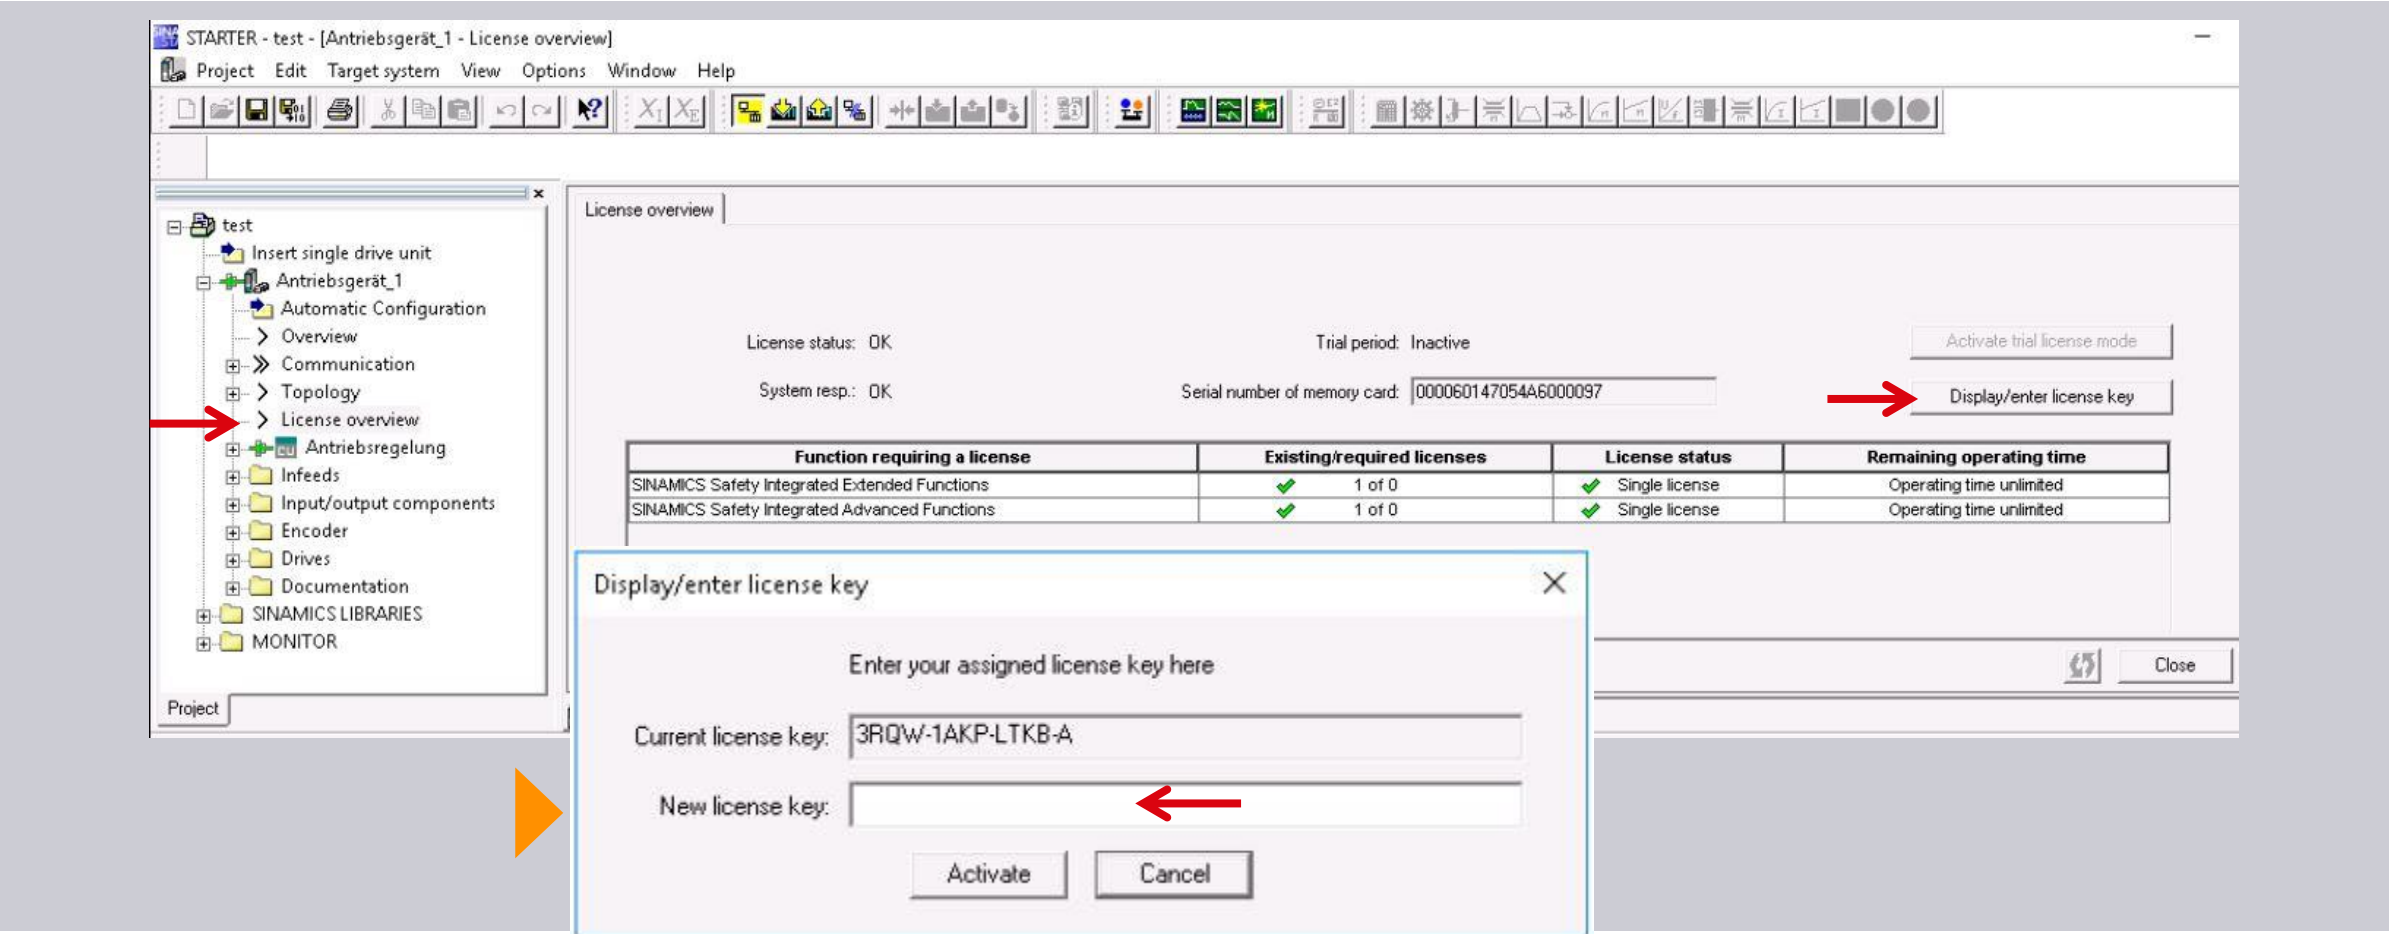 STARTER - test - [Antriebsgerät_1 - License overview]
Project Edit Target system View Options Window Help
test
Insert single drive unit
Antriebsgerät_1
Automatic Configuration
Overview
Communication
Topology
License overview
Antriebsregelung
Infeeds
Input/output components
Encoder
Drives
Documentation
SINAMICS LIBRARIES
MONITOR
Project
License overview
License status: OK Trial period: Inactive Activate trial license mode
System resp.: OK Serial number of memory card: 000060147054A6000097 Display/enter license key
Function requiring a license Existing/required licenses License status Remaining operating time
SINAMICS Safety Integrated Extended Functions 1 of 0 Single license Operating time unlimited
SINAMICS Safety Integrated Advanced Functions 1 of 0 Single license Operating time unlimited
Close
Display/enter license key
Enter your assigned license key here
Current license key: 3RQW-1AKP-LTKB-A
New license key:
Activate Cancel